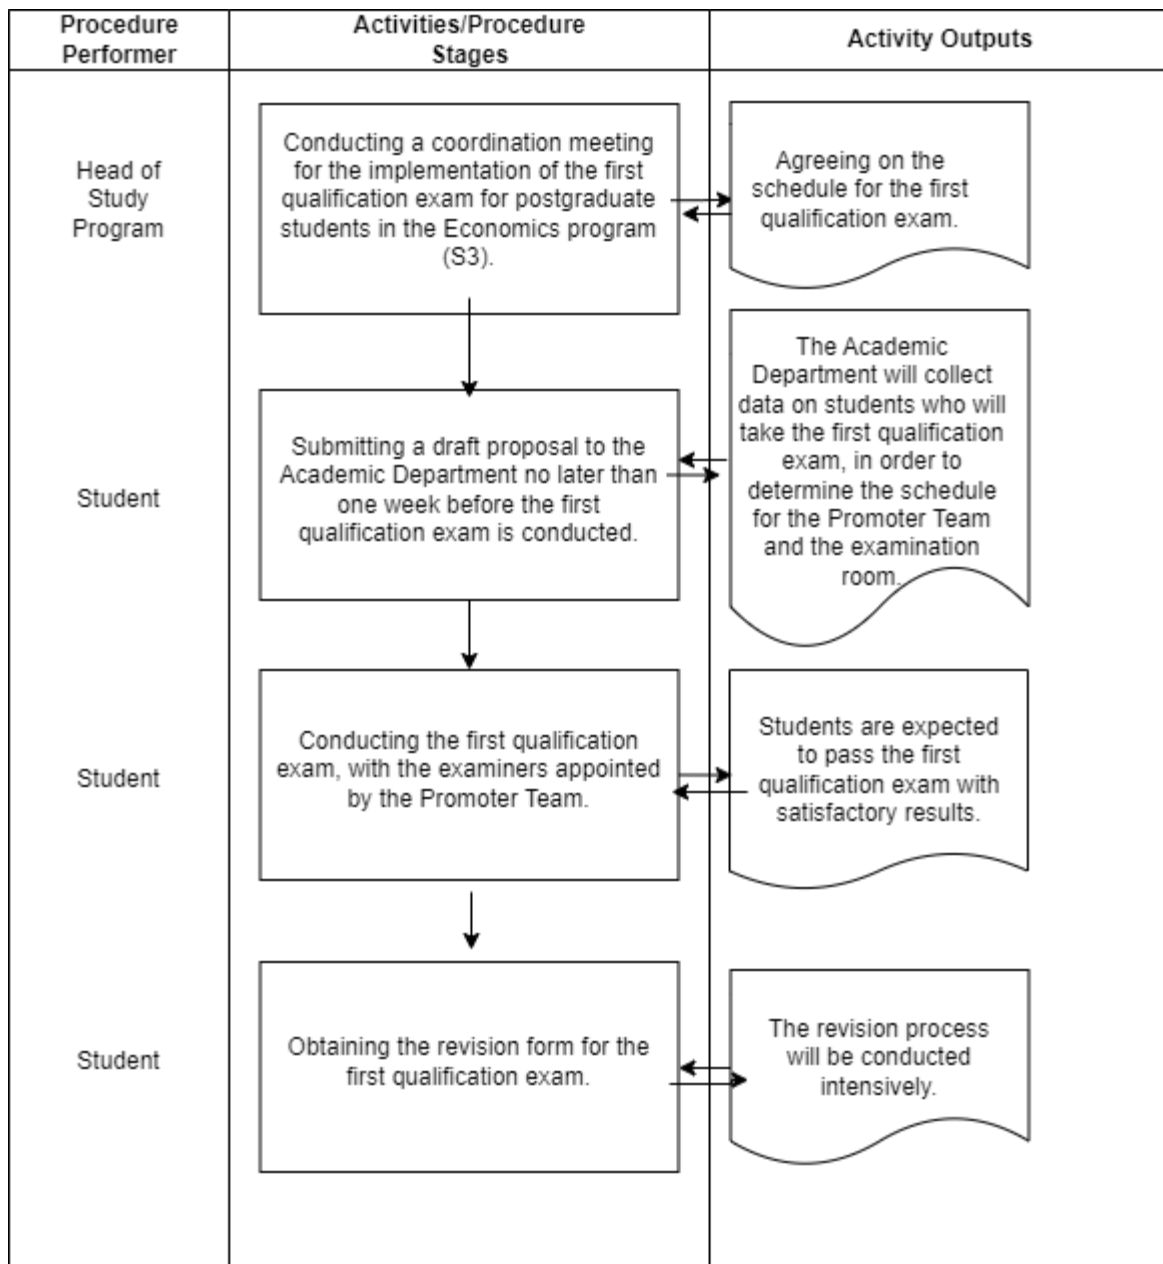 Procedure
Performer
Activities/Procedure
Stages
Activity Outputs
Head of
Study
Program
Conducting a coordination meeting
for the implementation of the first
qualification exam for postgraduate
students in the Economics program
(S3).
Agreeing on the
schedule for the first
qualification exam.
Student
Submitting a draft proposal to the
Academic Department no later than
one week before the first
qualification exam is conducted.
The Academic
Department will collect
data on students who will
take the first qualification
exam, in order to
determine the schedule
for the Promoter Team
and the examination
room.
Student
Conducting the first qualification
exam, with the examiners appointed
by the Promoter Team.
Students are expected
to pass the first
qualification exam with
satisfactory results.
Student
Obtaining the revision form for the
first qualification exam.
The revision process
will be conducted
intensively.